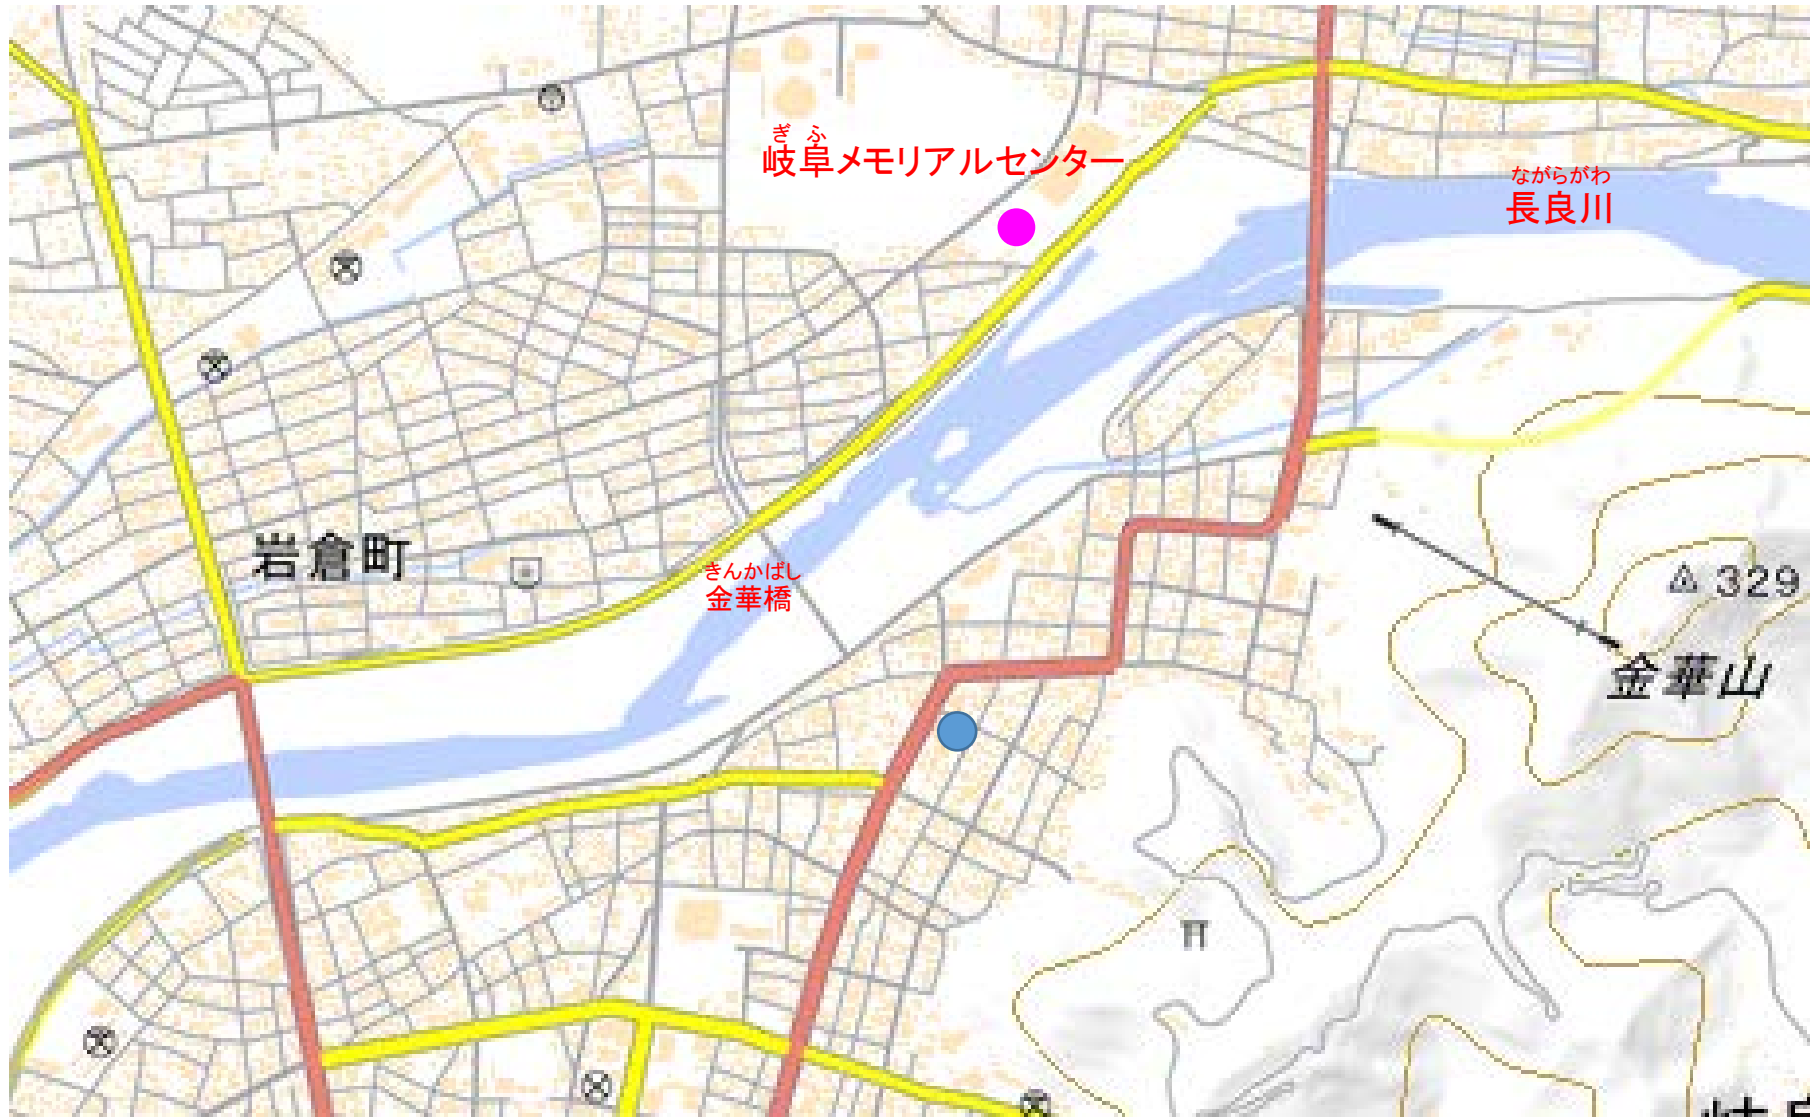 ぎふ
岐阜メモリアルセンター
ながらがわ
長良川
岩倉町
きんかばし
金華橋
329
金華山